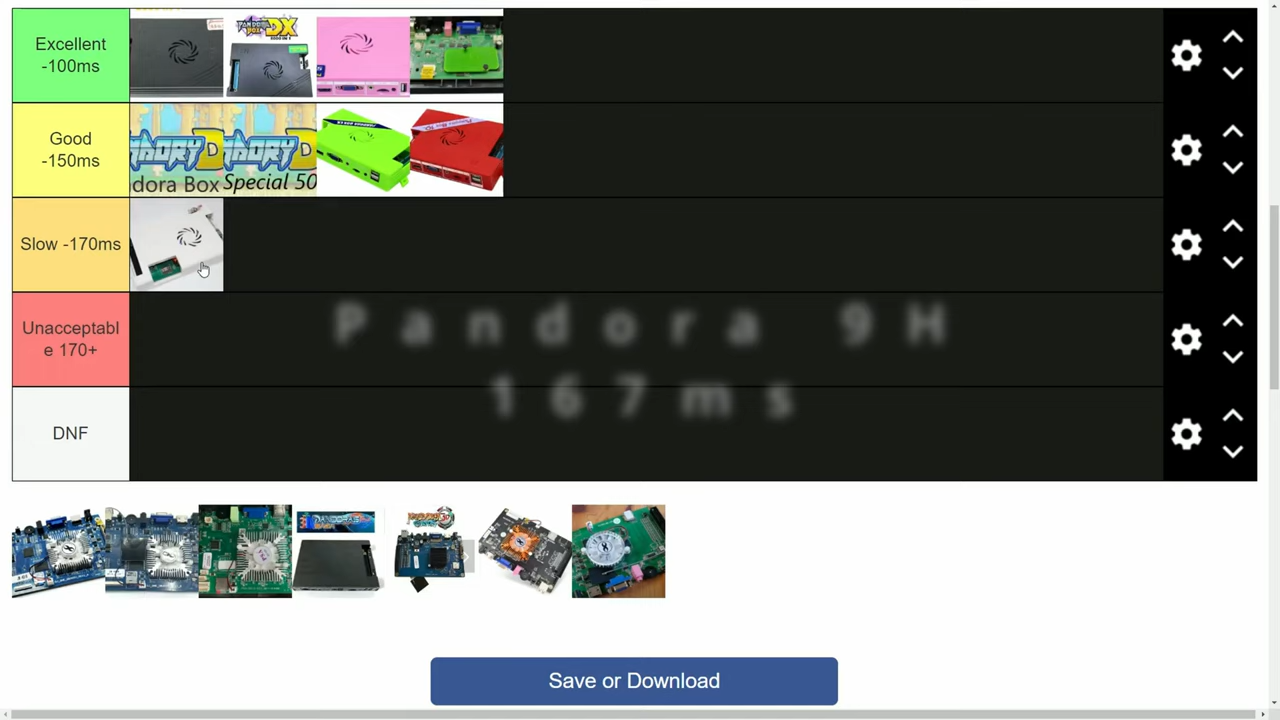 Excellent
-100ms
PANDORA
DX
Good
-150ms
dora Box
Special 50
Slow -170ms
Unacceptabl
e 170+
Pandora 9H
167ms
DNF
Save or Download